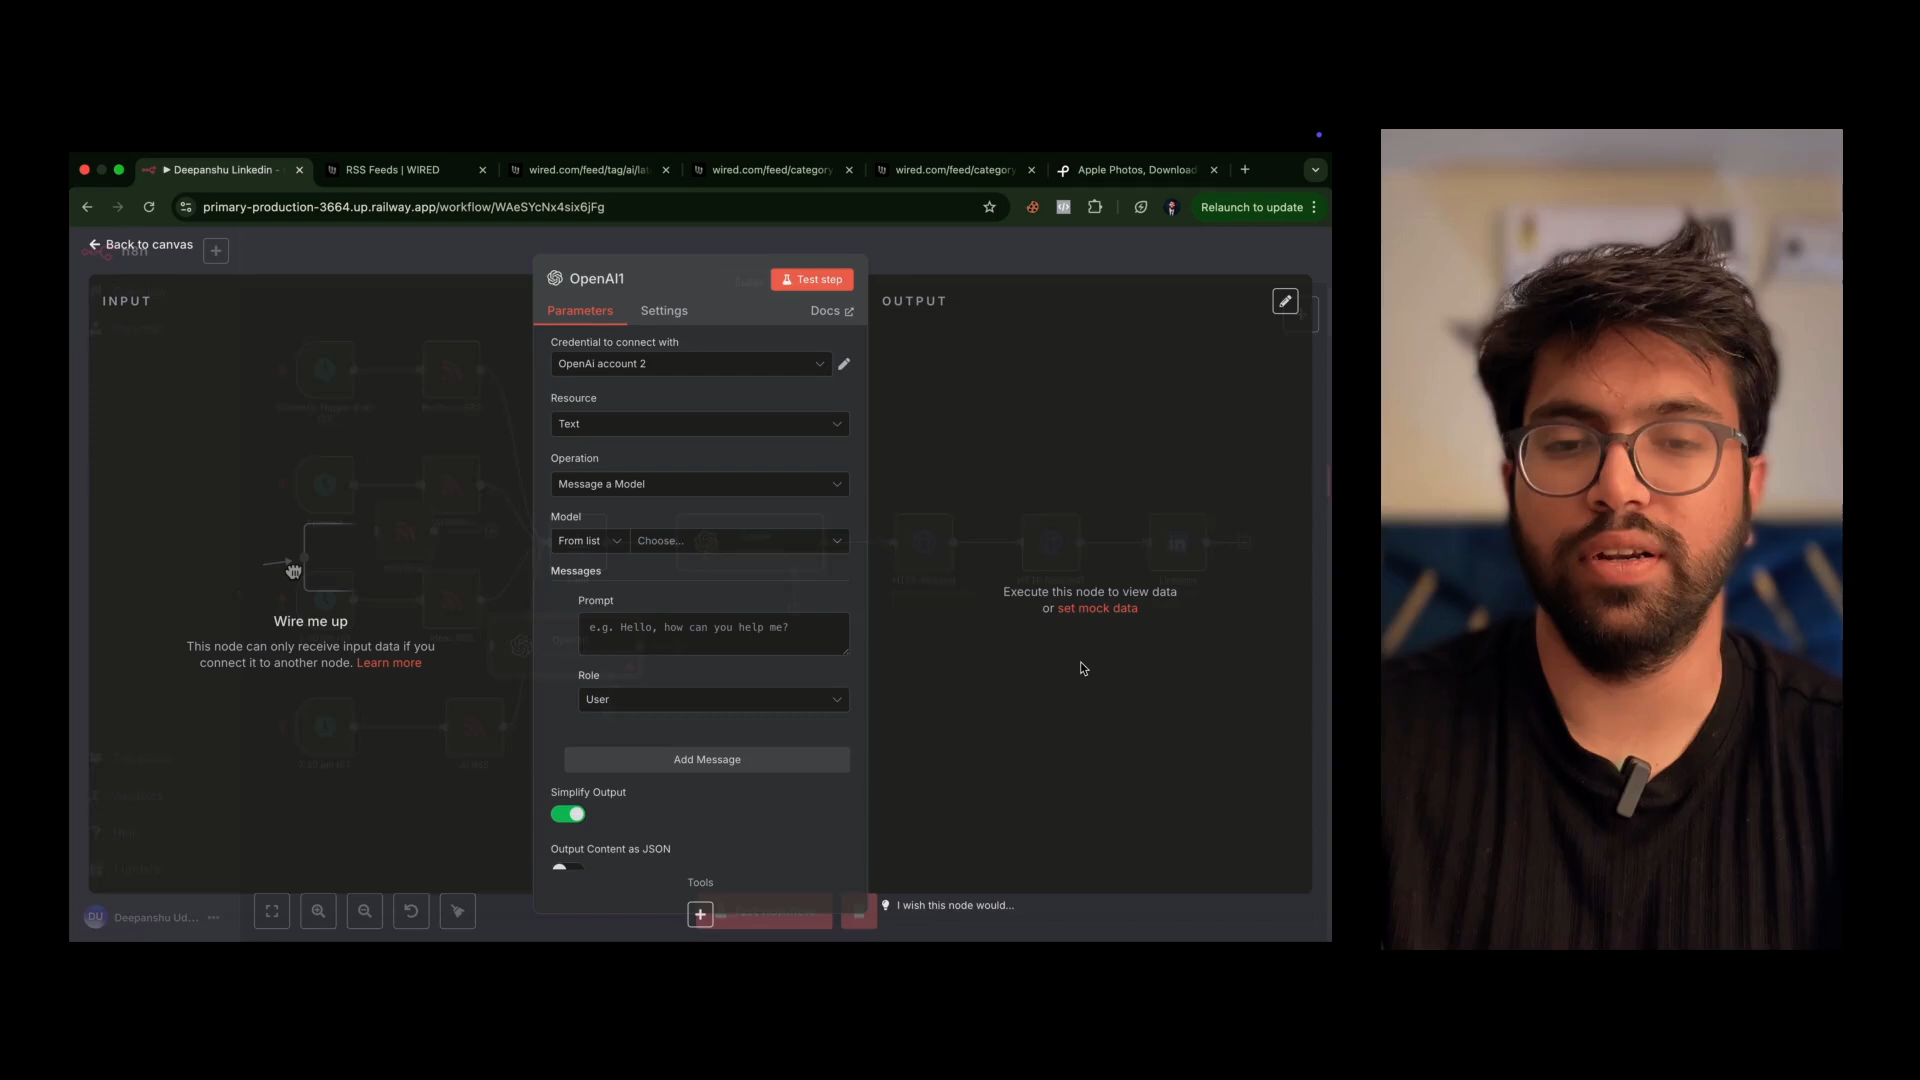 Deepanshu Linkedin -
RSS Feeds | WIRED
wired.com/feed/tag/ai/lat
wired.com/feed/category
wired.com/feed/category
Apple Photos, Download
primary-production-3664.up.railway.app/workflow/WAeSYcNx4six6jFg
Relaunch to update
Back to canvas
n8n
INPUT
OpenAI1
Test step
OUTPUT
Parameters
Settings
Docs
Credential to connect with
OpenAi account 2
Resource
Text
Operation
Message a Model
Model
From list
Choose...
Messages
Prompt
e.g. Hello, how can you help me?
Role
User
Add Message
Simplify Output
Output Content as JSON
Tools
Wire me up
This node can only receive input data if you
connect it to another node. Learn more
Execute this node to view data
or set mock data
DU
Deepanshu Ud...
I wish this node would...